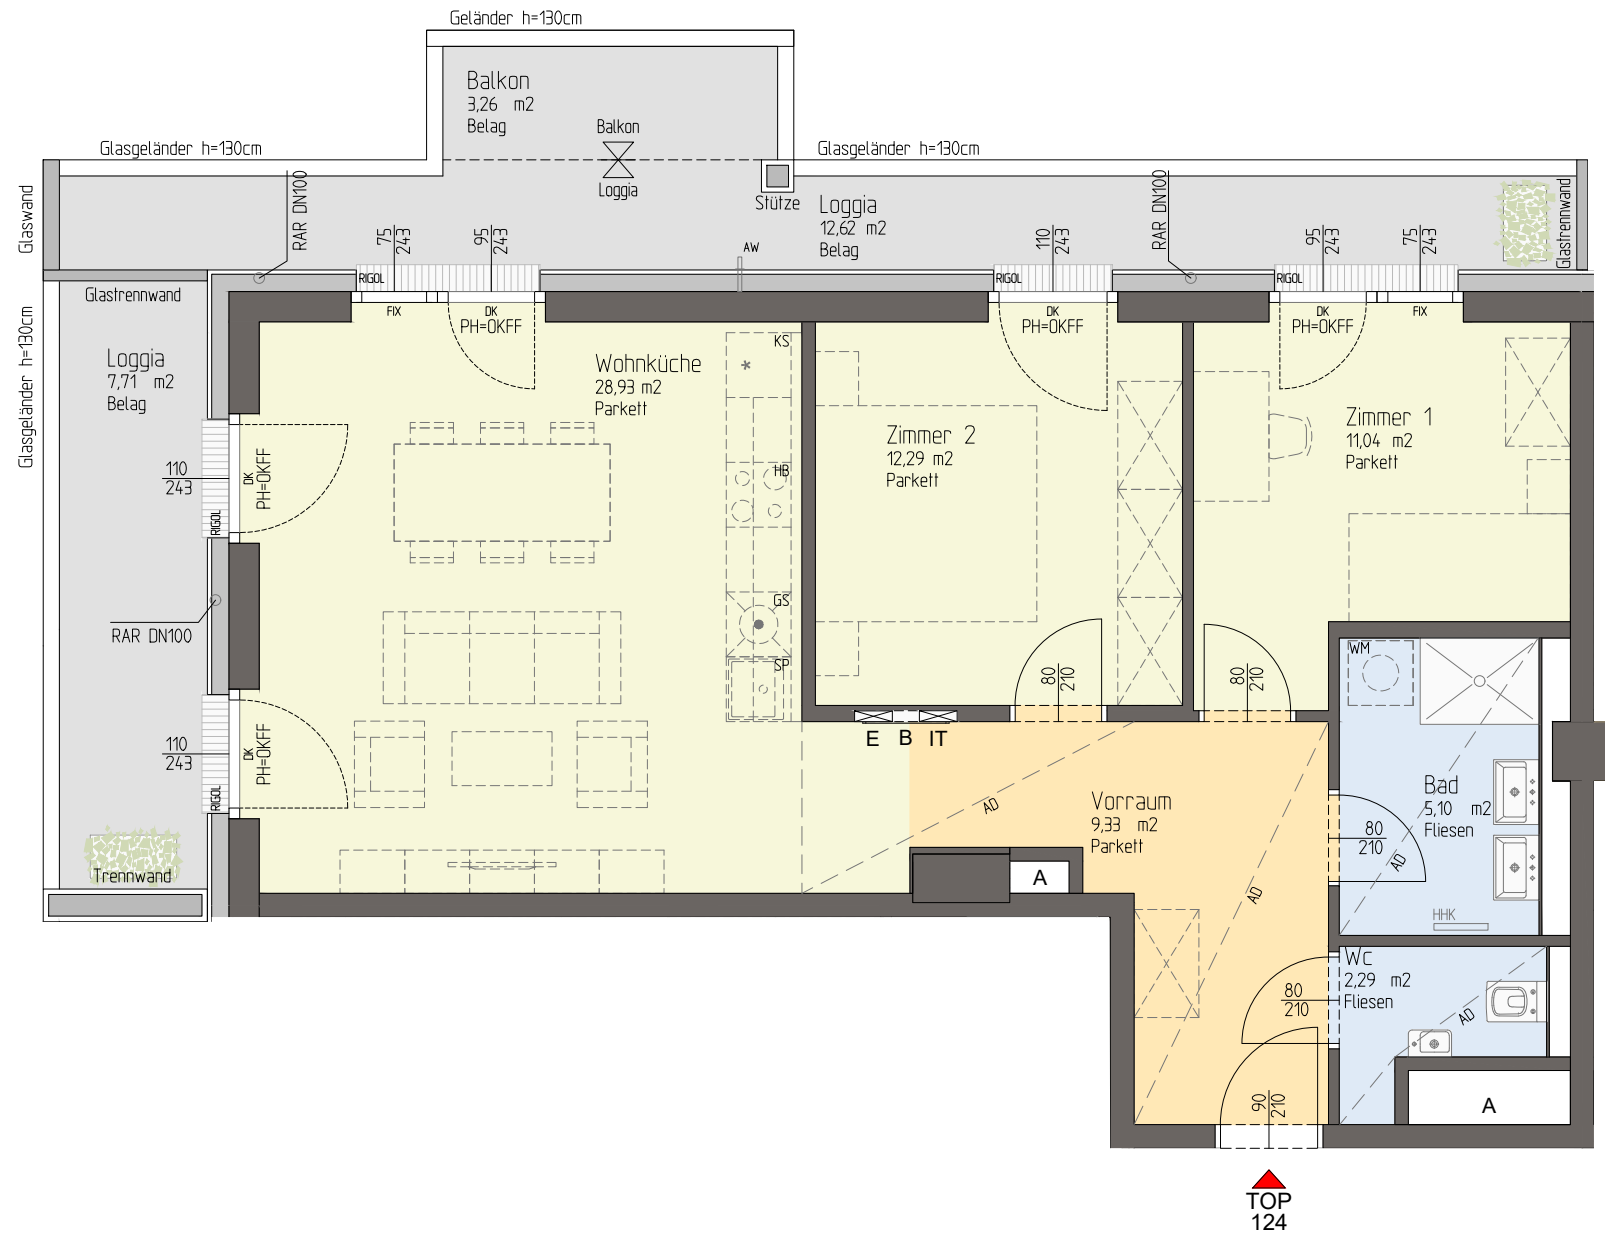 Geländer h=130cm
Balkon
3,26 m2
Belag
Balkon
Loggia
Glasgeländer h=130cm
Glasgeländer h=130cm
Glaswand
RAR DN100
Stütze
Loggia
12,62 m2
Belag
RAR DN100
Glastrennwand
75
243
95
243
AW
110
243
95
243
75
243
RIGOL
RIGOL
RIGOL
Glastrennwand
FIX
DK
PH=OKFF
DK
PH=OKFF
DK
PH=OKFF
FIX
Glasgeländer h=130cm
Loggia
7,71 m2
Belag
Wohnküche
28,93 m2
Parkett
KS
*
HB
GS
SP
Zimmer 2
12,29 m2
Parkett
Zimmer 1
11,04 m2
Parkett
110
243
DK
PH=OKFF
RIGOL
RAR DN100
110
243
DK
PH=OKFF
RIGOL
80
210
80
210
WM
E B IT
AD
Vorraum
9,33 m2
Parkett
Bad
5,10 m2
Fliesen
80
210
AD
A
AD
HHK
Trennwand
Wc
2,29 m2
Fliesen
80
210
AD
90
210
A
TOP
124